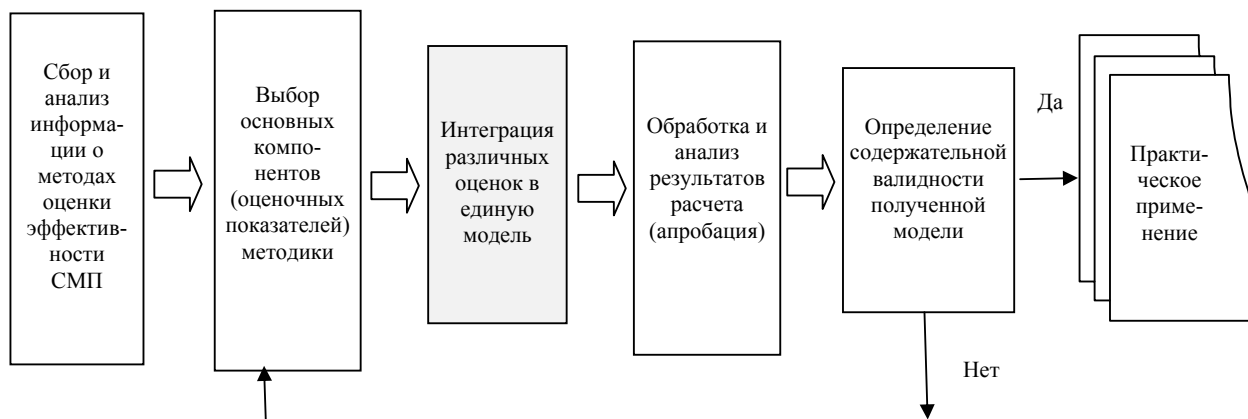 Сбор и
анализ
информа-
ции о
методах
оценки
эффектив-
ности
СМП
Выбор
основных
компо-
нентов
(оценочных
показателей)
методики
Интеграция
различных
оценок в
единую
модель
Обработка и
анализ
результатов
расчета
(апробация)
Определение
содержательной
валидности
полученной
модели
Да
Нет
Практи-
ческое
приме-
нение